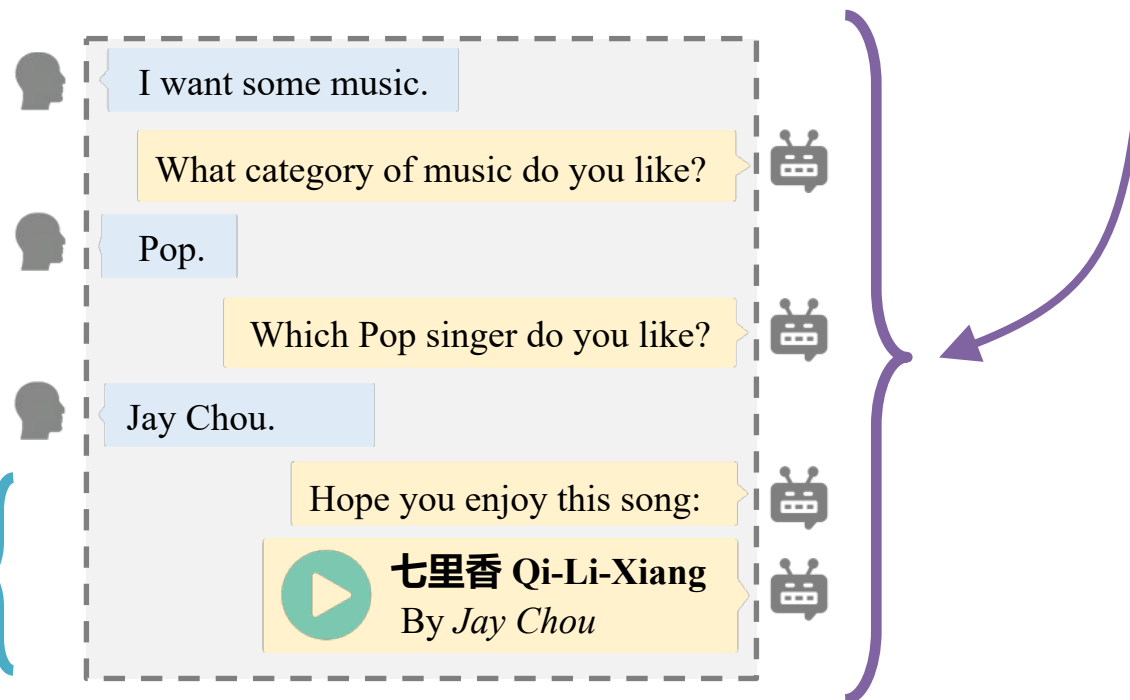 I want some music.
What category of music do you like?
Pop.
Which Pop singer do you like?
Jay Chou.
Hope you enjoy this song:
七里香 Qi-Li-Xiang
By Jay Chou